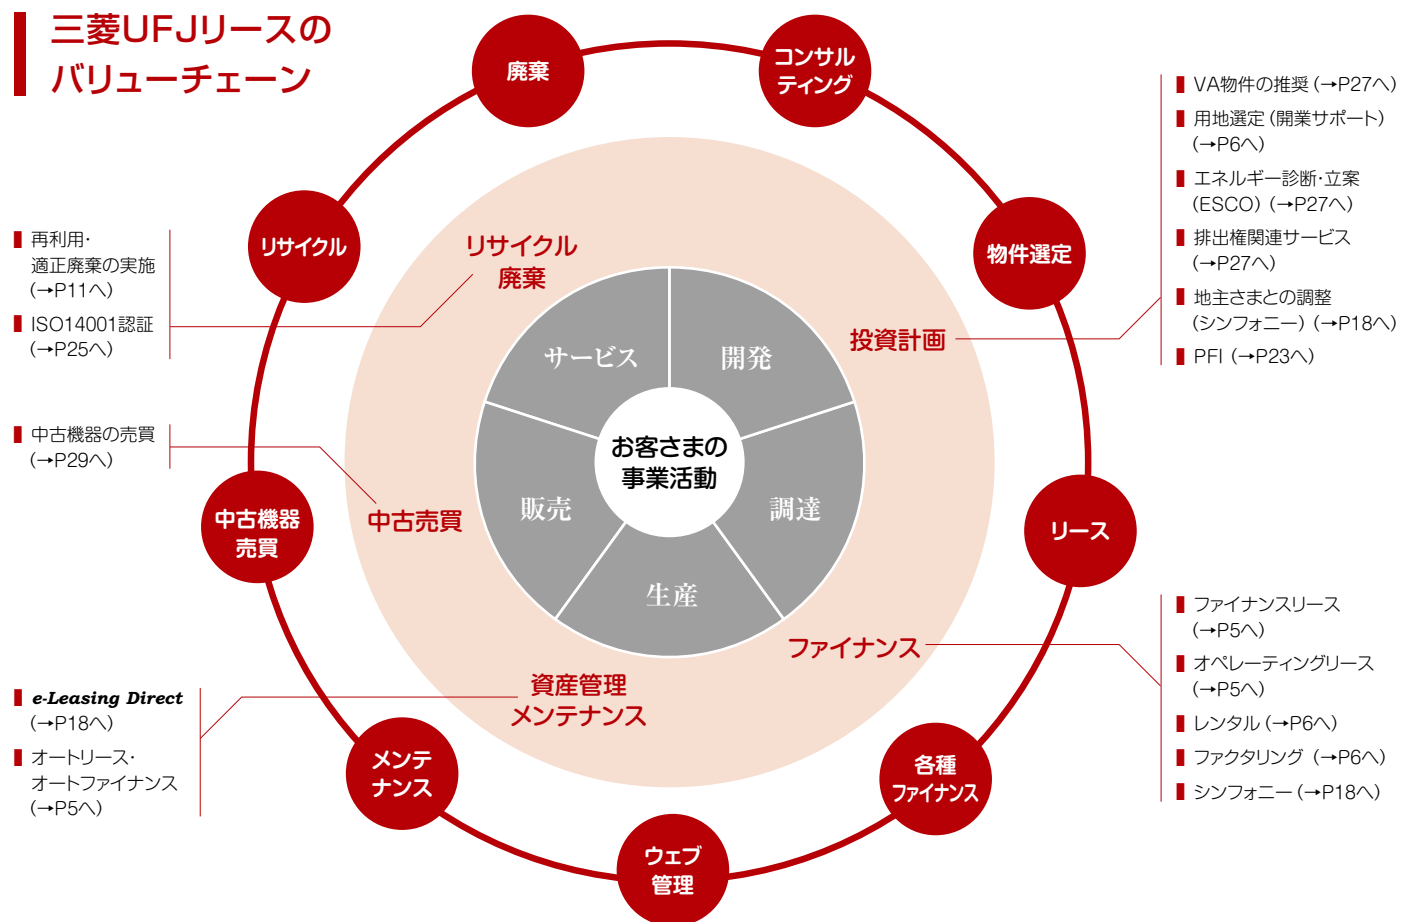 三菱UFJリースの
バリューチェーン
廃棄
コンサル
ティング
物件選定
リース
各種
ファイナンス
ウェブ
管理
メンテ
ナンス
中古機器
売買
リサイクル
リサイクル
廃棄
投資計画
ファイナンス
資産管理
メンテナンス
中古売買
サービス
開発
調達
生産
販売
お客さまの
事業活動
VA物件の推奨(→P27へ)
用地選定(開業サポート)
(→P6へ)
エネルギー診断・立案
(ESCO)(→P27へ)
排出権関連サービス
(→P27へ)
地主さまとの調整
(シンフォニー)(→P18へ)
PFI(→P23へ)
ファイナンスリース
(→P5へ)
オペレーティングリース
(→P5へ)
レンタル(→P6へ)
ファクタリング(→P6へ)
シンフォニー(→P18へ)
再利用・
適正廃棄の実施
(→P11へ)
ISO14001認証
(→P25へ)
中古機器の売買
(→P29へ)
e-Leasing Direct
(→P18へ)
オートリース・
オートファイナンス
(→P5へ)